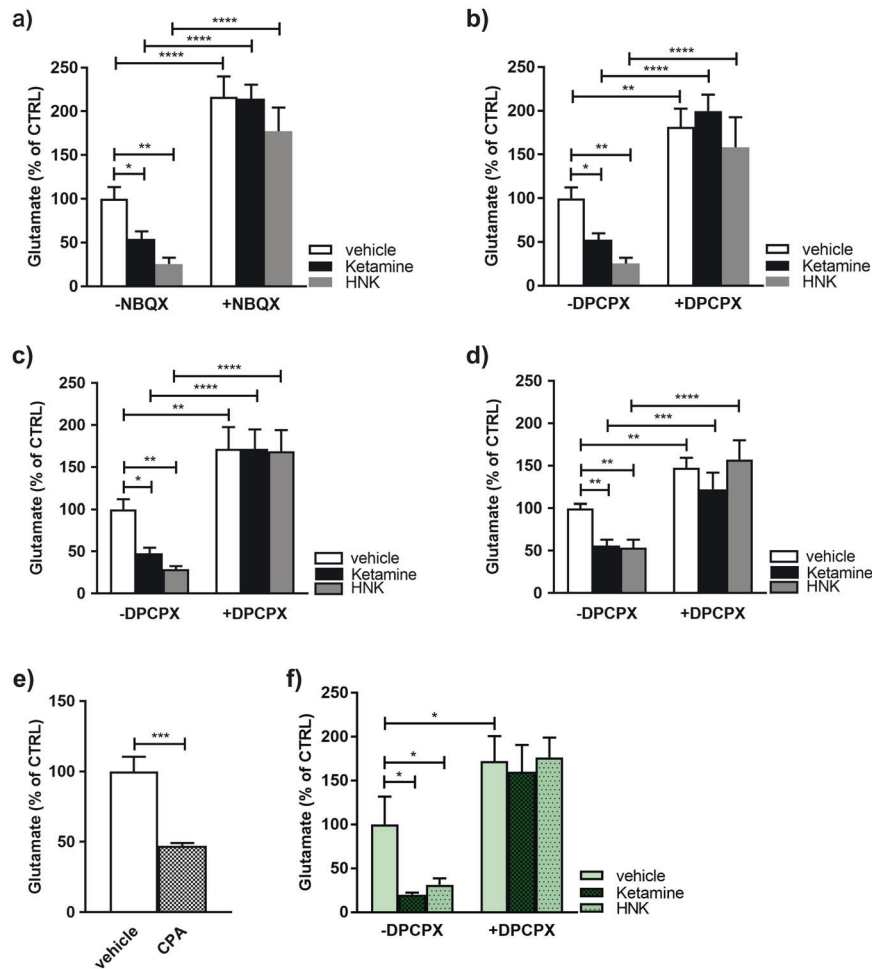 a)
****
****
****
**
*
Glutamate (% of CTRL)
250
200
150
100
50
0
-NBQX
+NBQX
vehicle
Ketamine
HNK
b)
****
****
**
**
*
Glutamate (% of CTRL)
250
200
150
100
50
0
-DPCPX
+DPCPX
vehicle
Ketamine
HNK
c)
****
****
**
**
*
Glutamate (% of CTRL)
250
200
150
100
50
0
-DPCPX
+DPCPX
vehicle
Ketamine
HNK
d)
****
***
**
**
**
Glutamate (% of CTRL)
250
200
150
100
50
0
-DPCPX
+DPCPX
vehicle
Ketamine
HNK
e)
***
Glutamate (% of CTRL)
150
100
50
0
vehicle
CPA
f)
*
*
*
Glutamate (% of CTRL)
250
200
150
100
50
0
-DPCPX
+DPCPX
vehicle
Ketamine
HNK